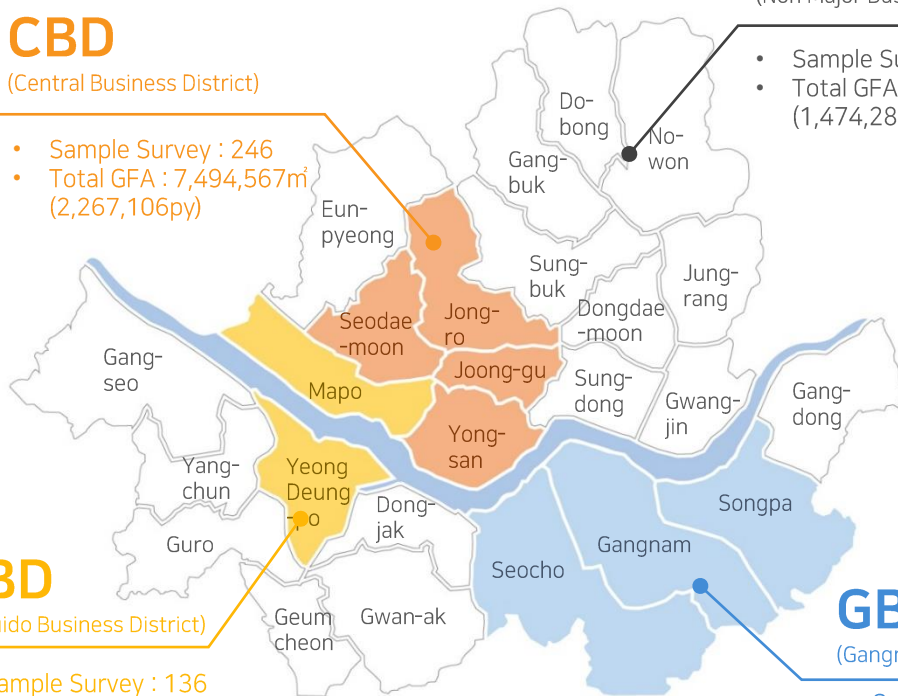 CBD
(Central Business District)
• Sample Survey : 246
• Total GFA : 7,494,567㎡
(2,267,106py)
• Sample Su
• Total GFA
(1,474,28
Do-
bong
No-
won
Gang-
buk
Eun-
pyeong
Sung-
buk
Jung-
rang
Dongdae
-moon
Seodae
-moon
Jong-
ro
Gang-
seo
Joong-gu
Mapo
Sung-
dong
Gwang-
jin
Gang-
dong
Yong-
san
Yang-
chun
Yeong
Deung
-po
Dong-
jak
Songpa
Guro
Gangnam
Seocho
Geum
cheon
Gwan-ak
BD
uido Business District)
ample Survey : 136
GB
(Gangn